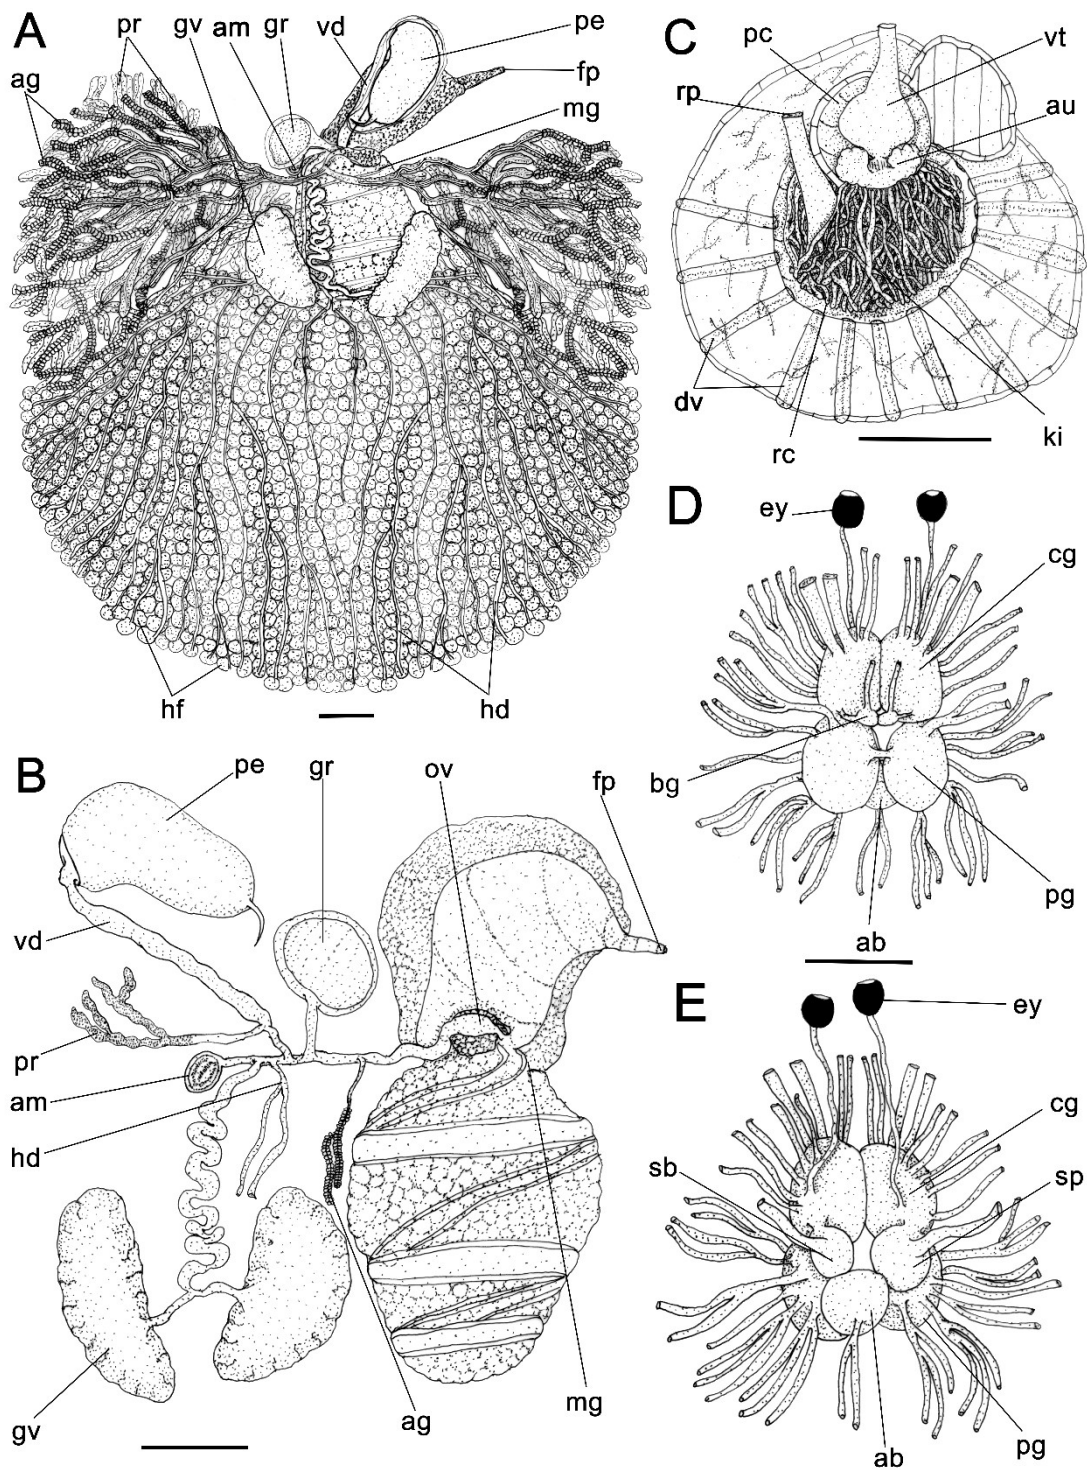 A
pr
gv
am
gr
vd
pe
ag
fp
mg
hf
hd
B
pe
gr
ov
fp
vd
pr
am
hd
gv
ag
mg
C
pc
vt
rp
au
dv
rc
ki
D
ey
cg
bg
pg
ab
E
ey
cg
sb
sp
pg
ab